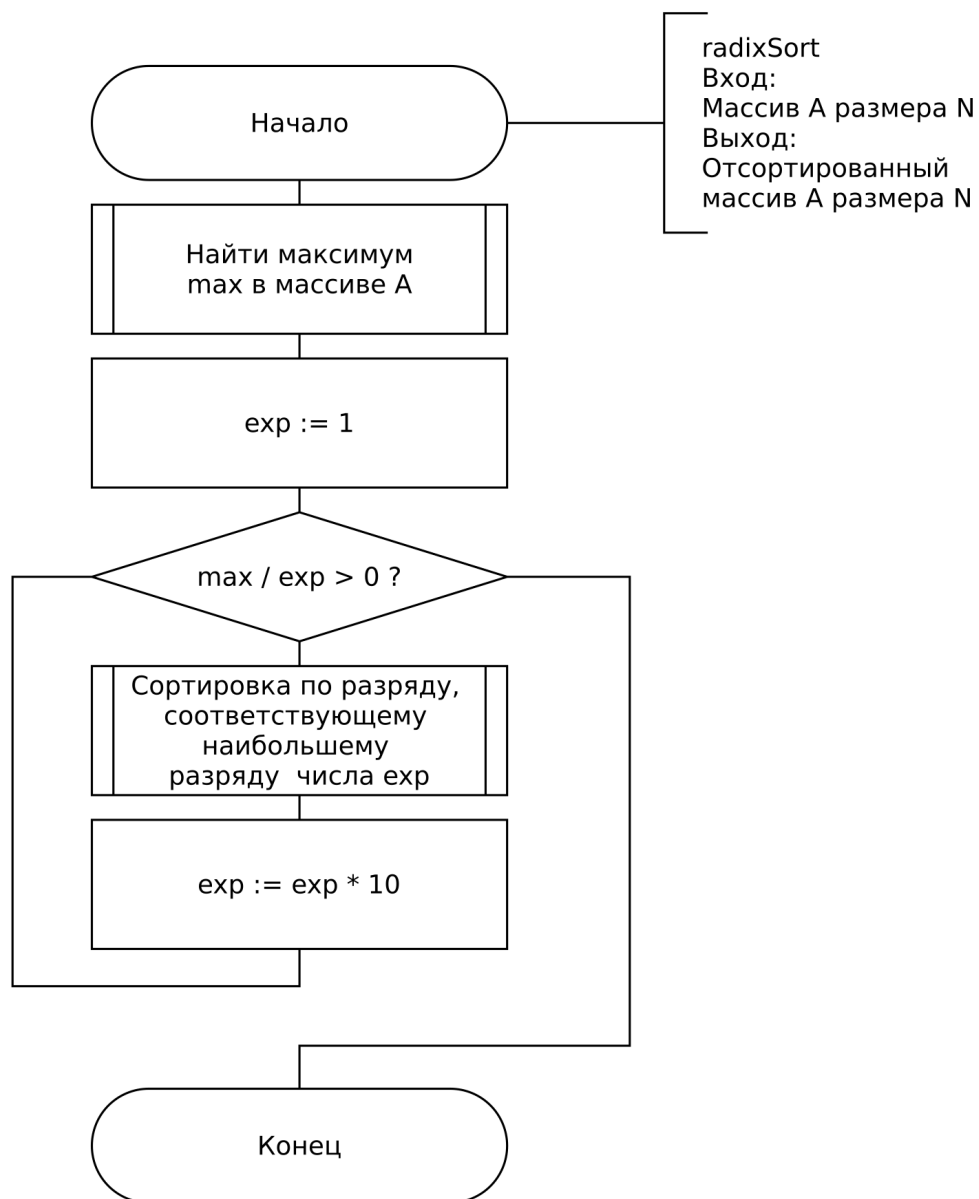 Начало
radixSort
Вход:
Массив A размера N
Выход:
Отсортированный
массив A размера N
Найти максимум
max в массиве A
exp := 1
max / exp > 0 ?
Сортировка по разряду,
соответствующему
наибольшему
разряду  числа exp
exp := exp * 10
Конец